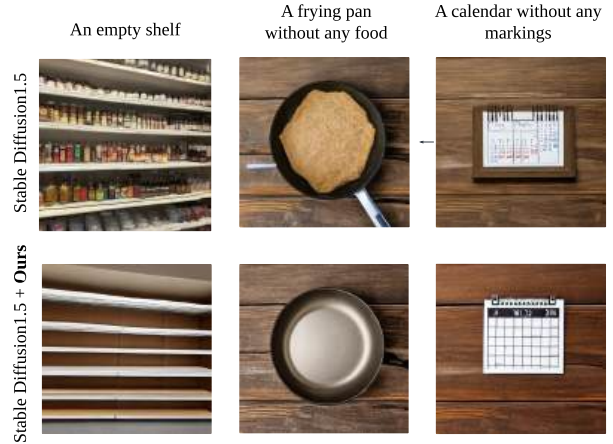 An empty shelf
A frying pan
without any food
A calendar without any
markings
Stable Diffusion1.5
Stable Diffusion1.5 + Ours